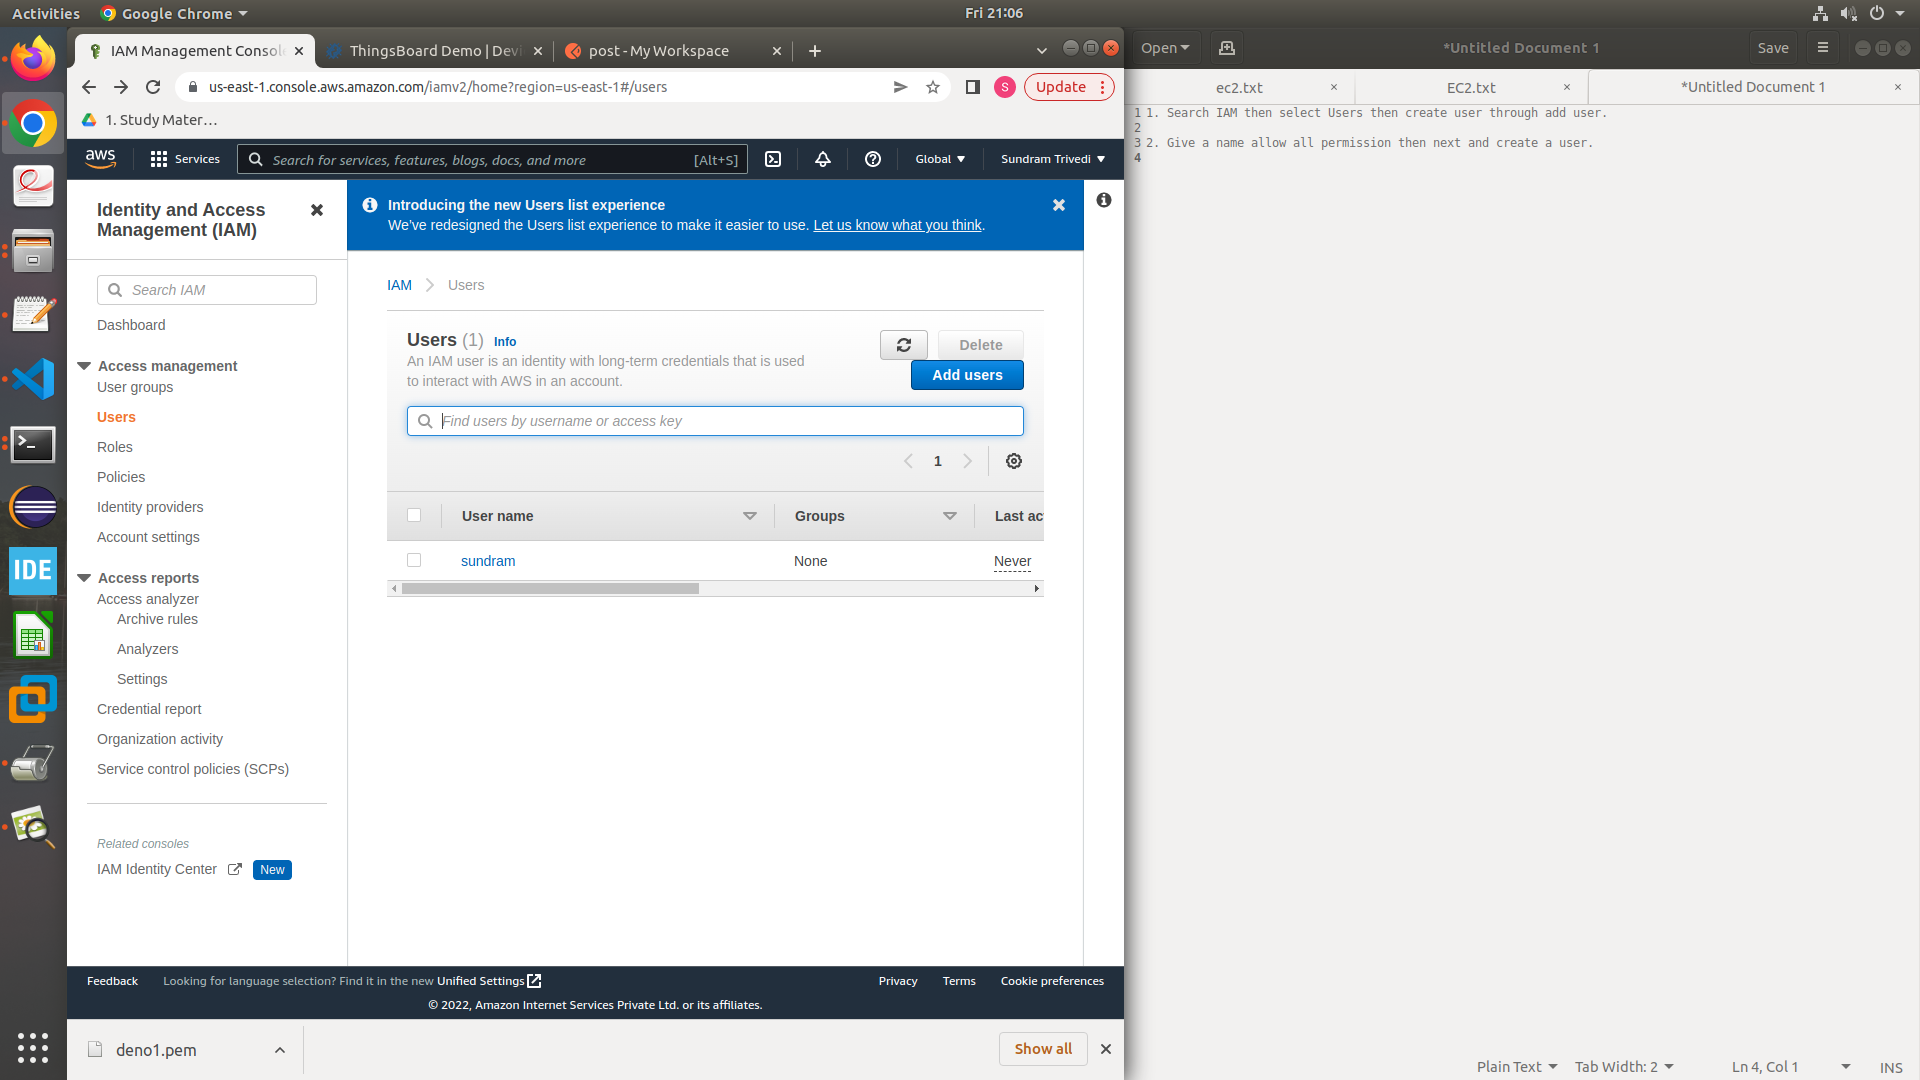 Activities
Google Chrome
Fri 21:06
IAM Management Consol
ThingsBoard Demo | Devi
post - My Workspace
us-east-1.console.aws.amazon.com/iamv2/home?region=us-east-1#/users
S
Update
1. Study Mater…
aws
Services
Search for services, features, blogs, docs, and more
[Alt+S]
Global
Sundram Trivedi
Identity and Access
Management (IAM)
Search IAM
Dashboard
Access management
User groups
Users
Roles
Policies
Identity providers
Account settings
Access reports
Access analyzer
Archive rules
Analyzers
Settings
Credential report
Organization activity
Service control policies (SCPs)
Related consoles
IAM Identity Center
New
Introducing the new Users list experience
We've redesigned the Users list experience to make it easier to use. Let us know what you think.
IAM
Users
Users (1) Info
An IAM user is an identity with long-term credentials that is used
to interact with AWS in an account.
Delete
Add users
Find users by username or access key
1
User name
Groups
Last ac
sundram
None
Never
Feedback
Looking for language selection? Find it in the new Unified Settings
Privacy
Terms
Cookie preferences
© 2022, Amazon Internet Services Private Ltd. or its affiliates.
deno1.pem
Show all
IDE
Open
*Untitled Document 1
Save
ec2.txt
EC2.txt
*Untitled Document 1
1 1. Search IAM then select Users then create user through add user.
2
3 2. Give a name allow all permission then next and create a user.
4
Plain Text
Tab Width: 2
Ln 4, Col 1
INS